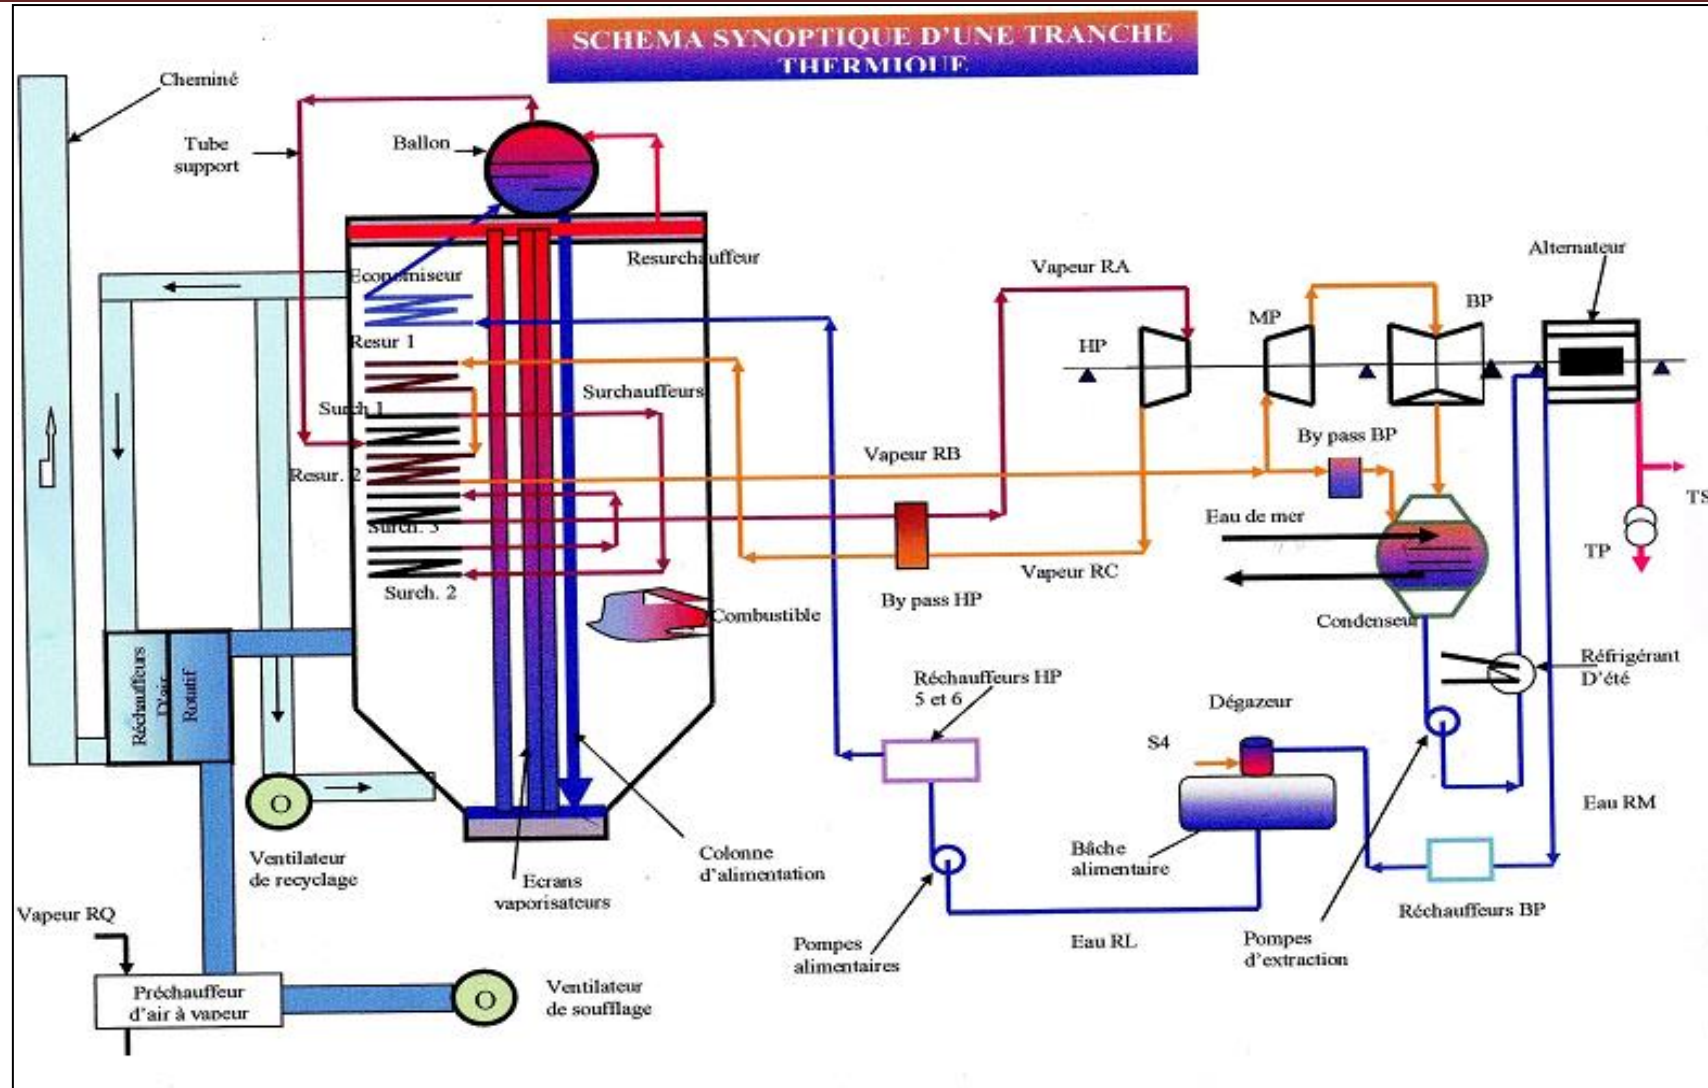 SCHEMA SYNOPTIQUE D'UNE TRANCHE
THERMIQUE
Cheminé
Tube
support
Ballon
Resurchauffeur
Economiseur
Resur 1
Surchauffeurs
Surch 1
Resur. 2
Surch. 3
Surch. 2
Combustible
Vapeur RA
Vapeur RB
Vapeur RC
By pass HP
HP
MP
BP
Alternateur
By pass BP
Eau de mer
TS
TP
Condenseur
Réfrigérant
D'été
Réchauffeurs HP
5 et 6
Dégazeur
S4
Eau RM
Bâche
alimentaire
Réchauffeurs BP
Pompes
d'extraction
Eau RL
Pompes
alimentaires
Colonne
d'alimentation
Ecrans
vaporisateurs
Réchauffeurs
D'air
Rotatif
O
Ventilateur
de recyclage
Vapeur RQ
Préchauffeur
d'air à vapeur
O
Ventilateur
de soufflage